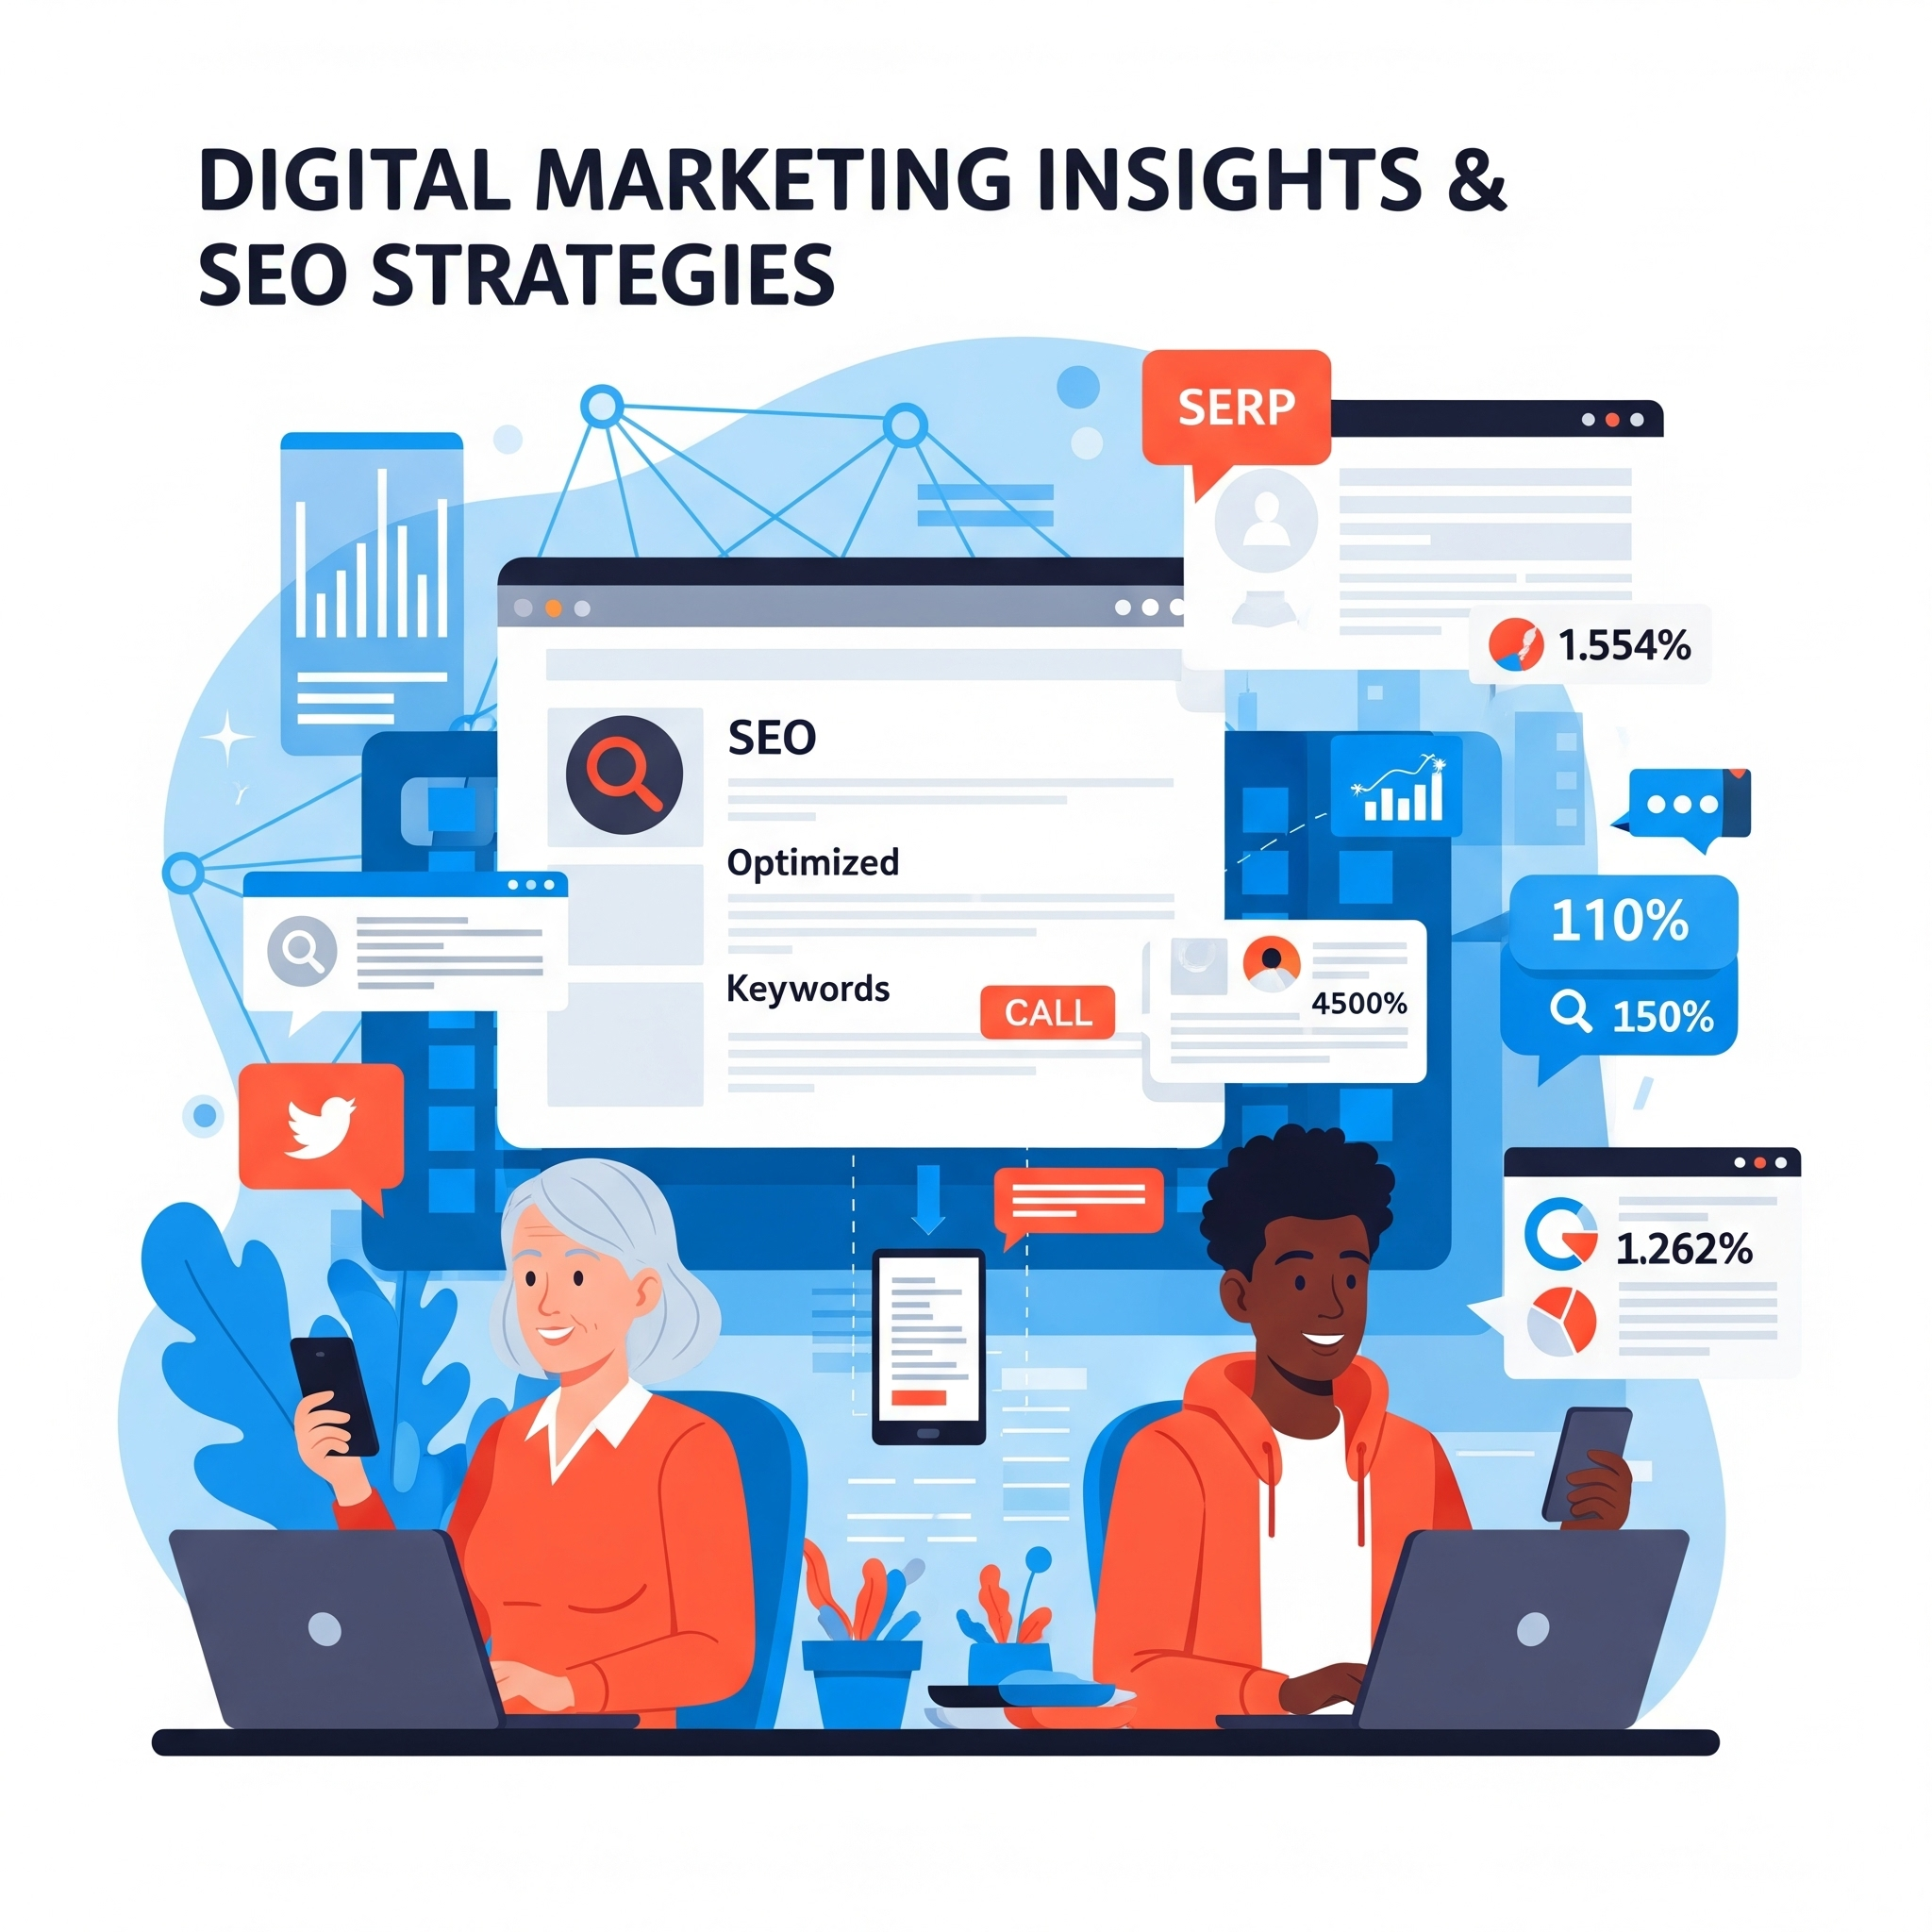 DIGITAL MARKETING INSIGHTS &
SEO STRATEGIES
SERP
1.554%
SEO
Optimized
Keywords
CALL
4500%
110%
150%
1.262%